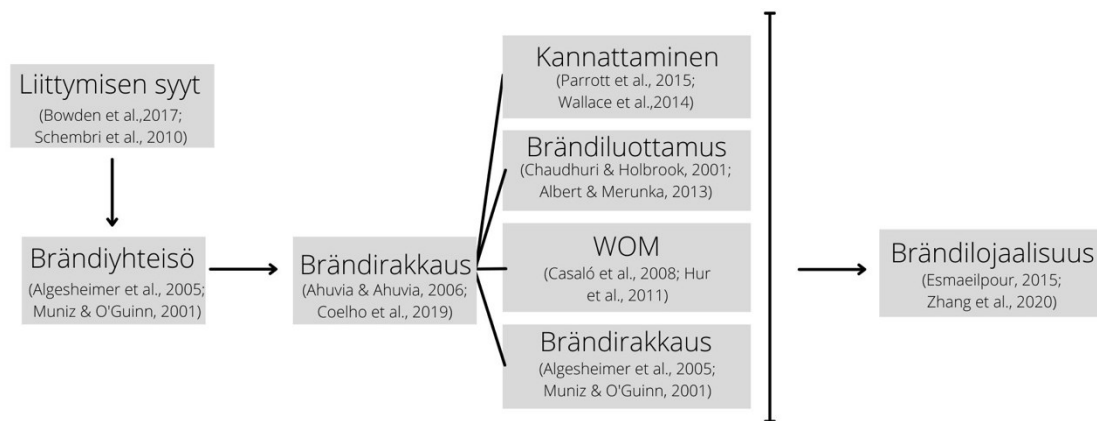 Liittymisen syyt
(Bowden et al.,2017;
Schembri et al., 2010)
Brändiyhteisö
(Algesheimer et al., 2005;
Muniz & O'Guinn, 2001)
Brändirakkaus
(Ahuvia & Ahuvia, 2006;
Coelho et al., 2019)
Kannattaminen
(Parrott et al., 2015;
Wallace et al.,2014)
Brändiluottamus
(Chaudhuri & Holbrook, 2001;
Albert & Merunka, 2013)
WOM
(Casaló et al., 2008; Hur
et al., 2011)
Brändirakkaus
(Algesheimer et al., 2005;
Muniz & O'Guinn, 2001)
Brändilojaalisuus
(Esmaeilpour, 2015;
Zhang et al., 2020)